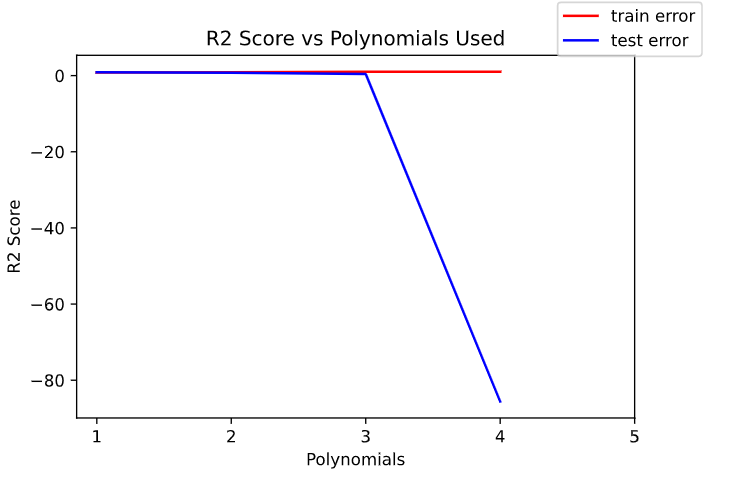 train error
test error
R2 Score vs Polynomials Used
0
−20
−40
−60
−80
R2 Score
1 2 3 4 5
Polynomials